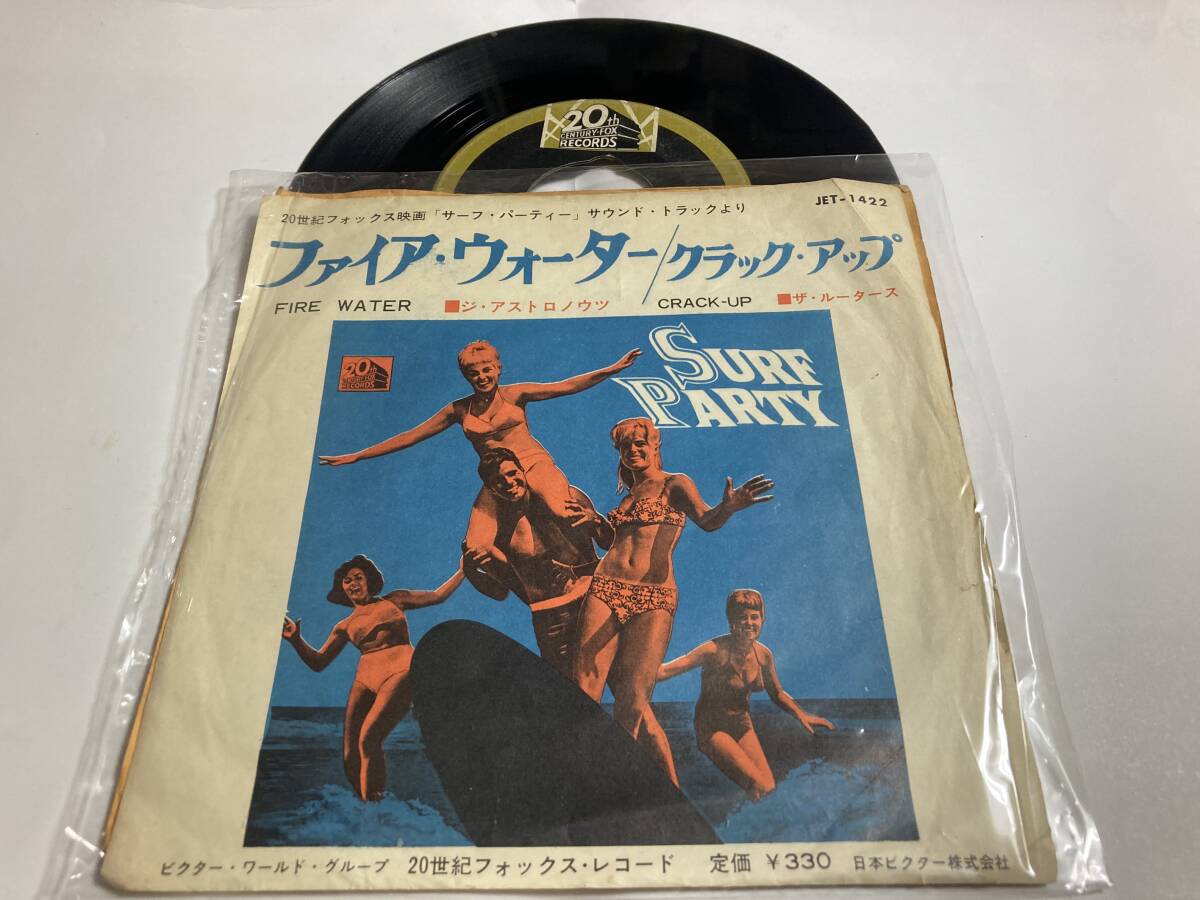 20th
CENTURY-FOX
RECORDS
JET-1422
20世紀フォックス映画「サーフ・パーティー」サウンド・トラックより
ファイア・ウォーター/クラック・アップ
FIRE WATER ■ジ・アストロノウツ CRACK-UP ■ザ・ルータース
20th
CENTURY-FOX
RECORDS
SURF
PARTY
ビクター・ワールド・グループ 20世紀フォックス・レコード 定価 ¥330 日本ビクター株式会社